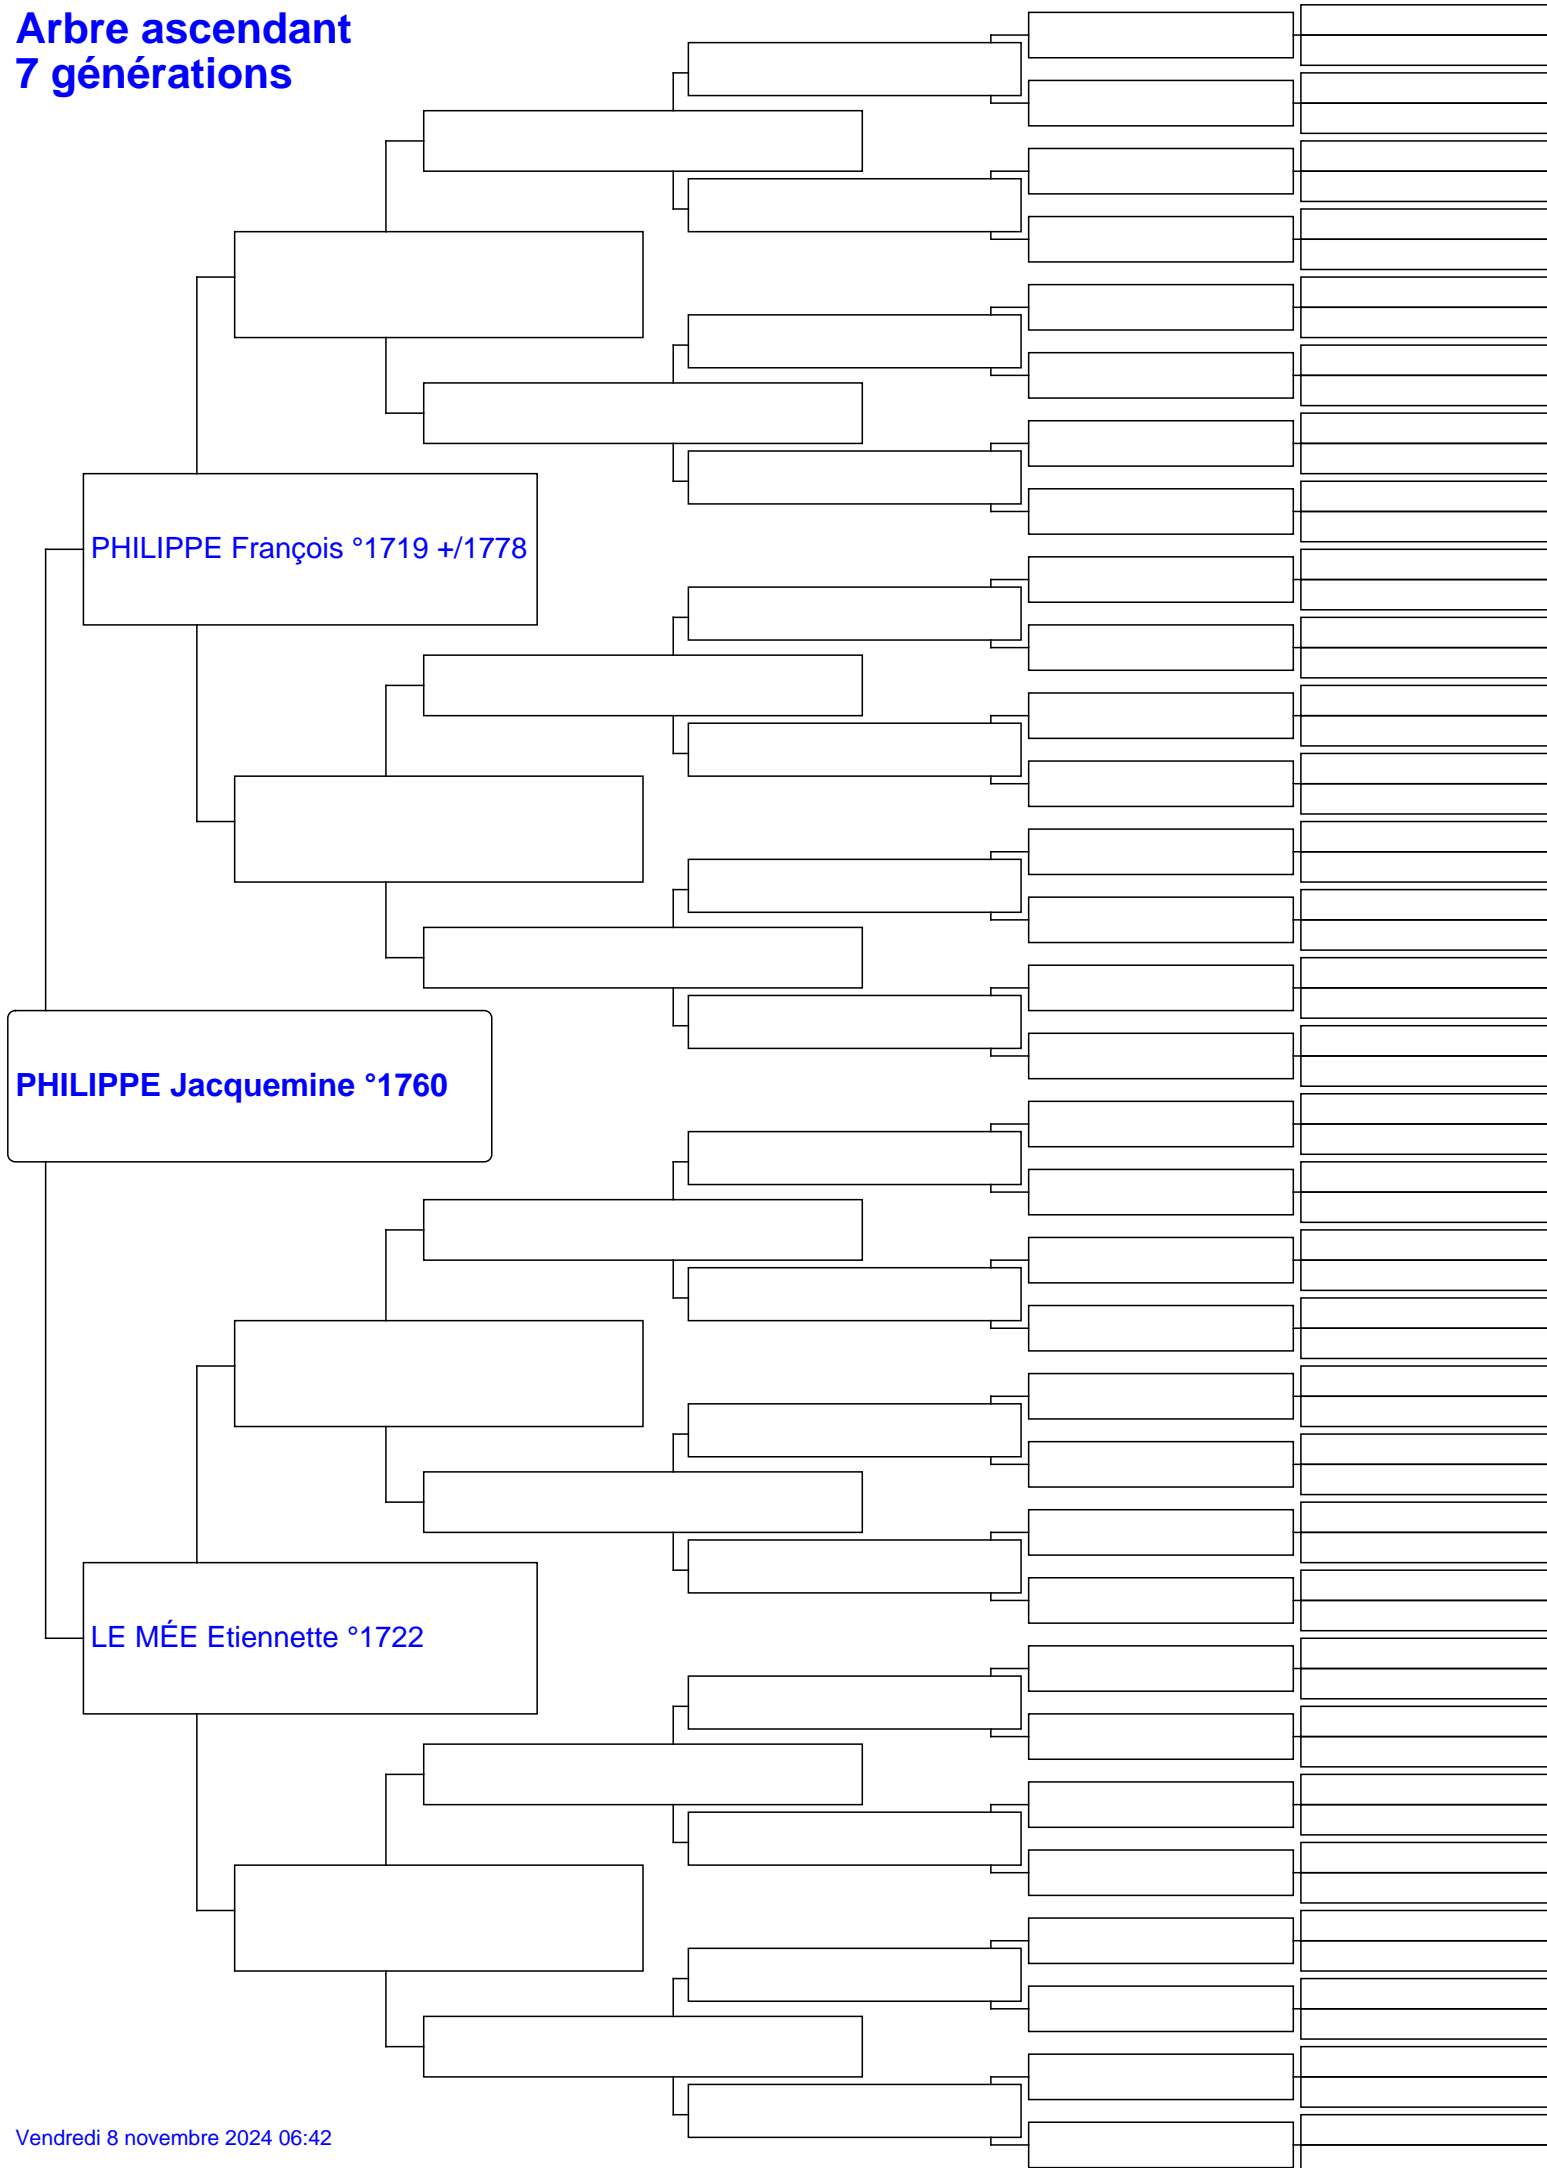 Arbre ascendant
7 générations
PHILIPPE François °1719 +/1778
PHILIPPE Jacquemine °1760
LE MÉE Etiennette °1722
Vendredi 8 novembre 2024 06:42